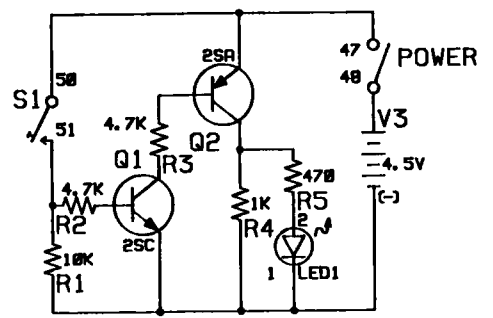 47
48
POWER
S1
50
51
2SA
Q2
V3
4.5V
(-)
4.7K
R3
Q1
4.7K
R2
2SC
10K
R1
1K
R4
470
R5
2
1
LED1